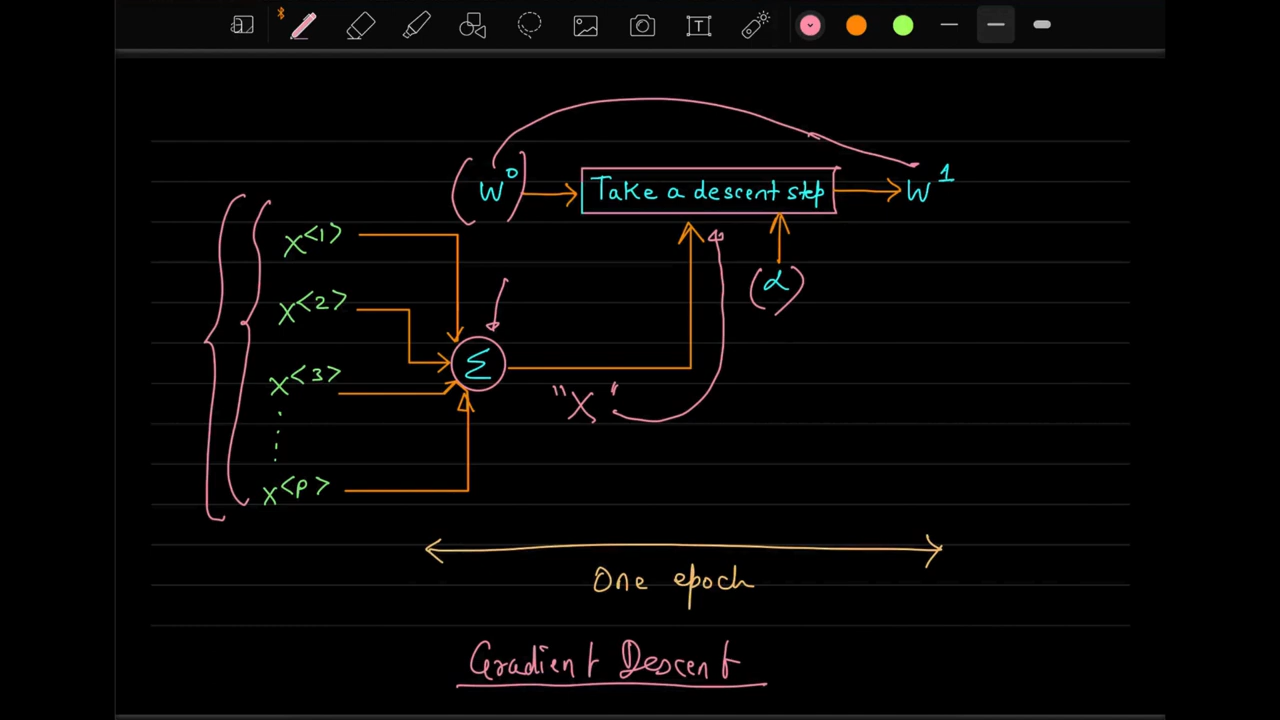 W⁰ Take a descent step W¹
X<1>
α
X<2>
Σ
X<3>
"X"
X<P>
One epoch
Gradient Descent
T